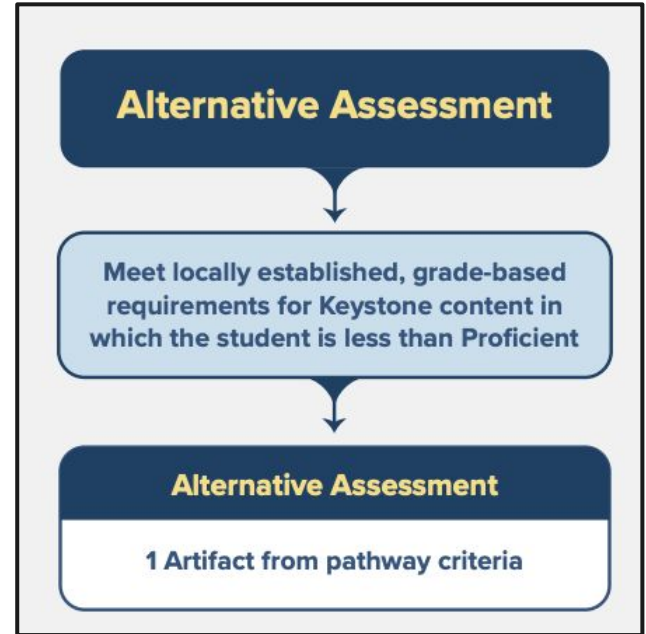 Alternative Assessment
Meet locally established, grade-based
requirements for Keystone content in
which the student is less than Proficient
Alternative Assessment
1 Artifact from pathway criteria